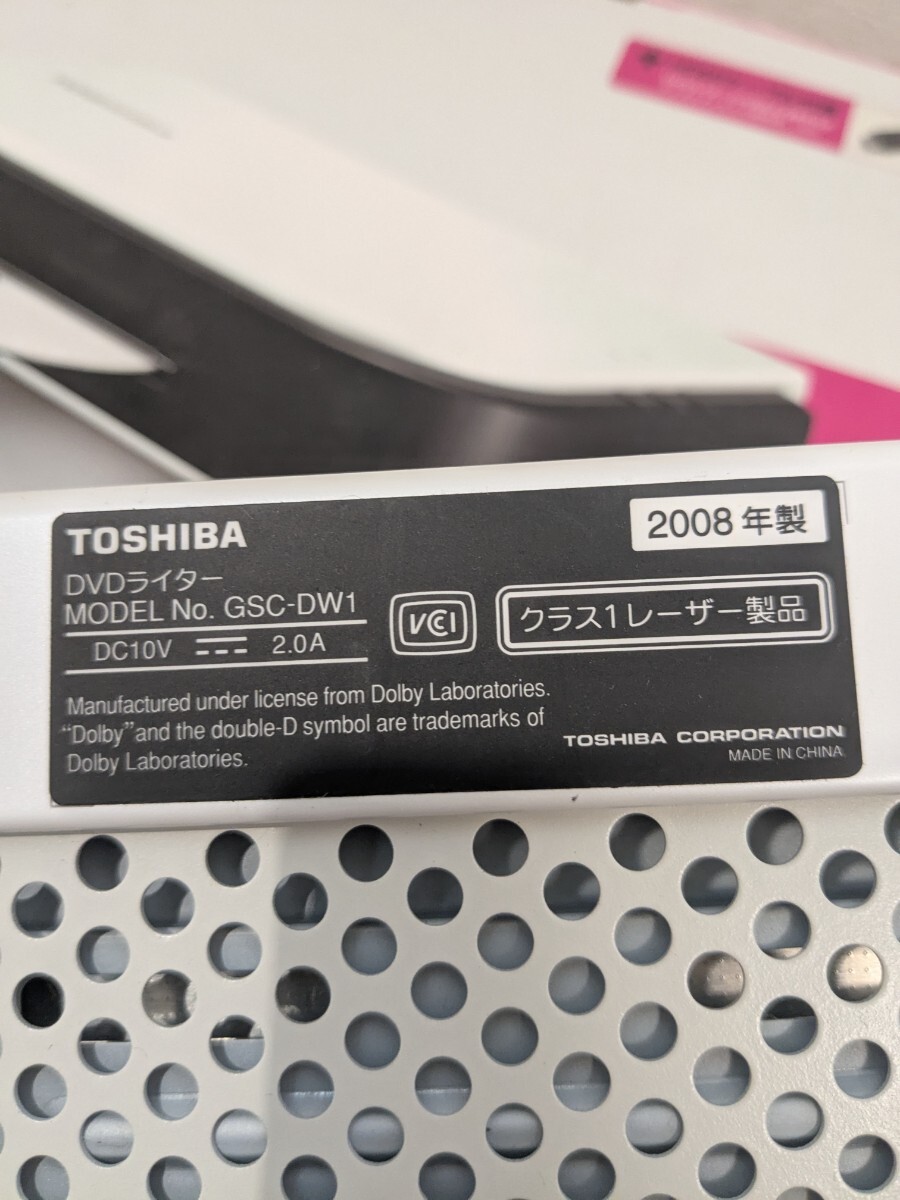 TOSHIBA
2008年製
DVDライター
MODEL No. GSC-DW1
DC10V 2.0A
VCI
クラス1レーザー製品
Manufactured under license from Dolby Laboratories.
“Dolby”and the double-D symbol are trademarks of
Dolby Laboratories.
TOSHIBA CORPORATION
MADE IN CHINA